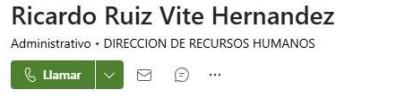 Ricardo Ruiz Vite Hernandez
Administrativo • DIRECCION DE RECURSOS HUMANOS
Llamar